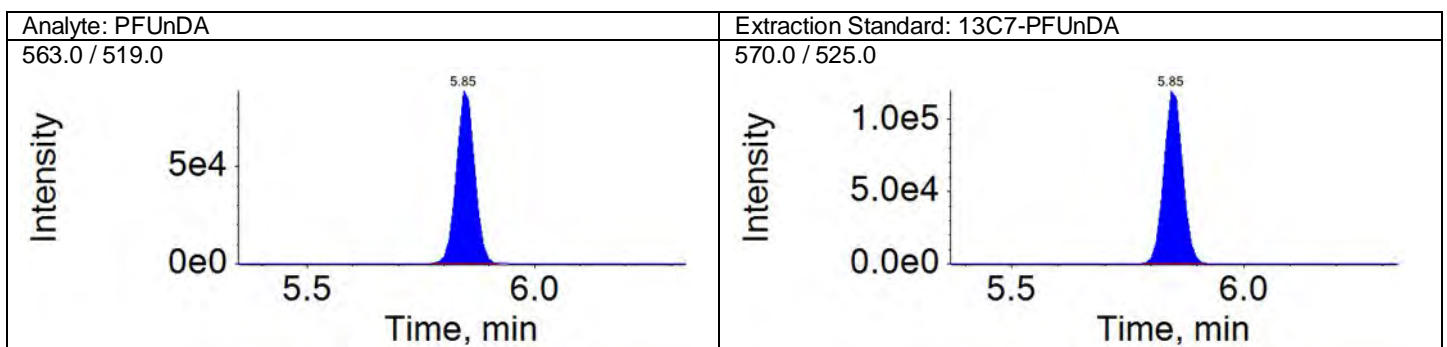 Analyte: PFUnDA
563.0 / 519.0
5.85
Intensity
5e4
0e0
5.5 6.0
Time, min
Extraction Standard: 13C7-PFUnDA
570.0 / 525.0
5.85
Intensity
1.0e5
5.0e4
0.0e0
5.5 6.0
Time, min